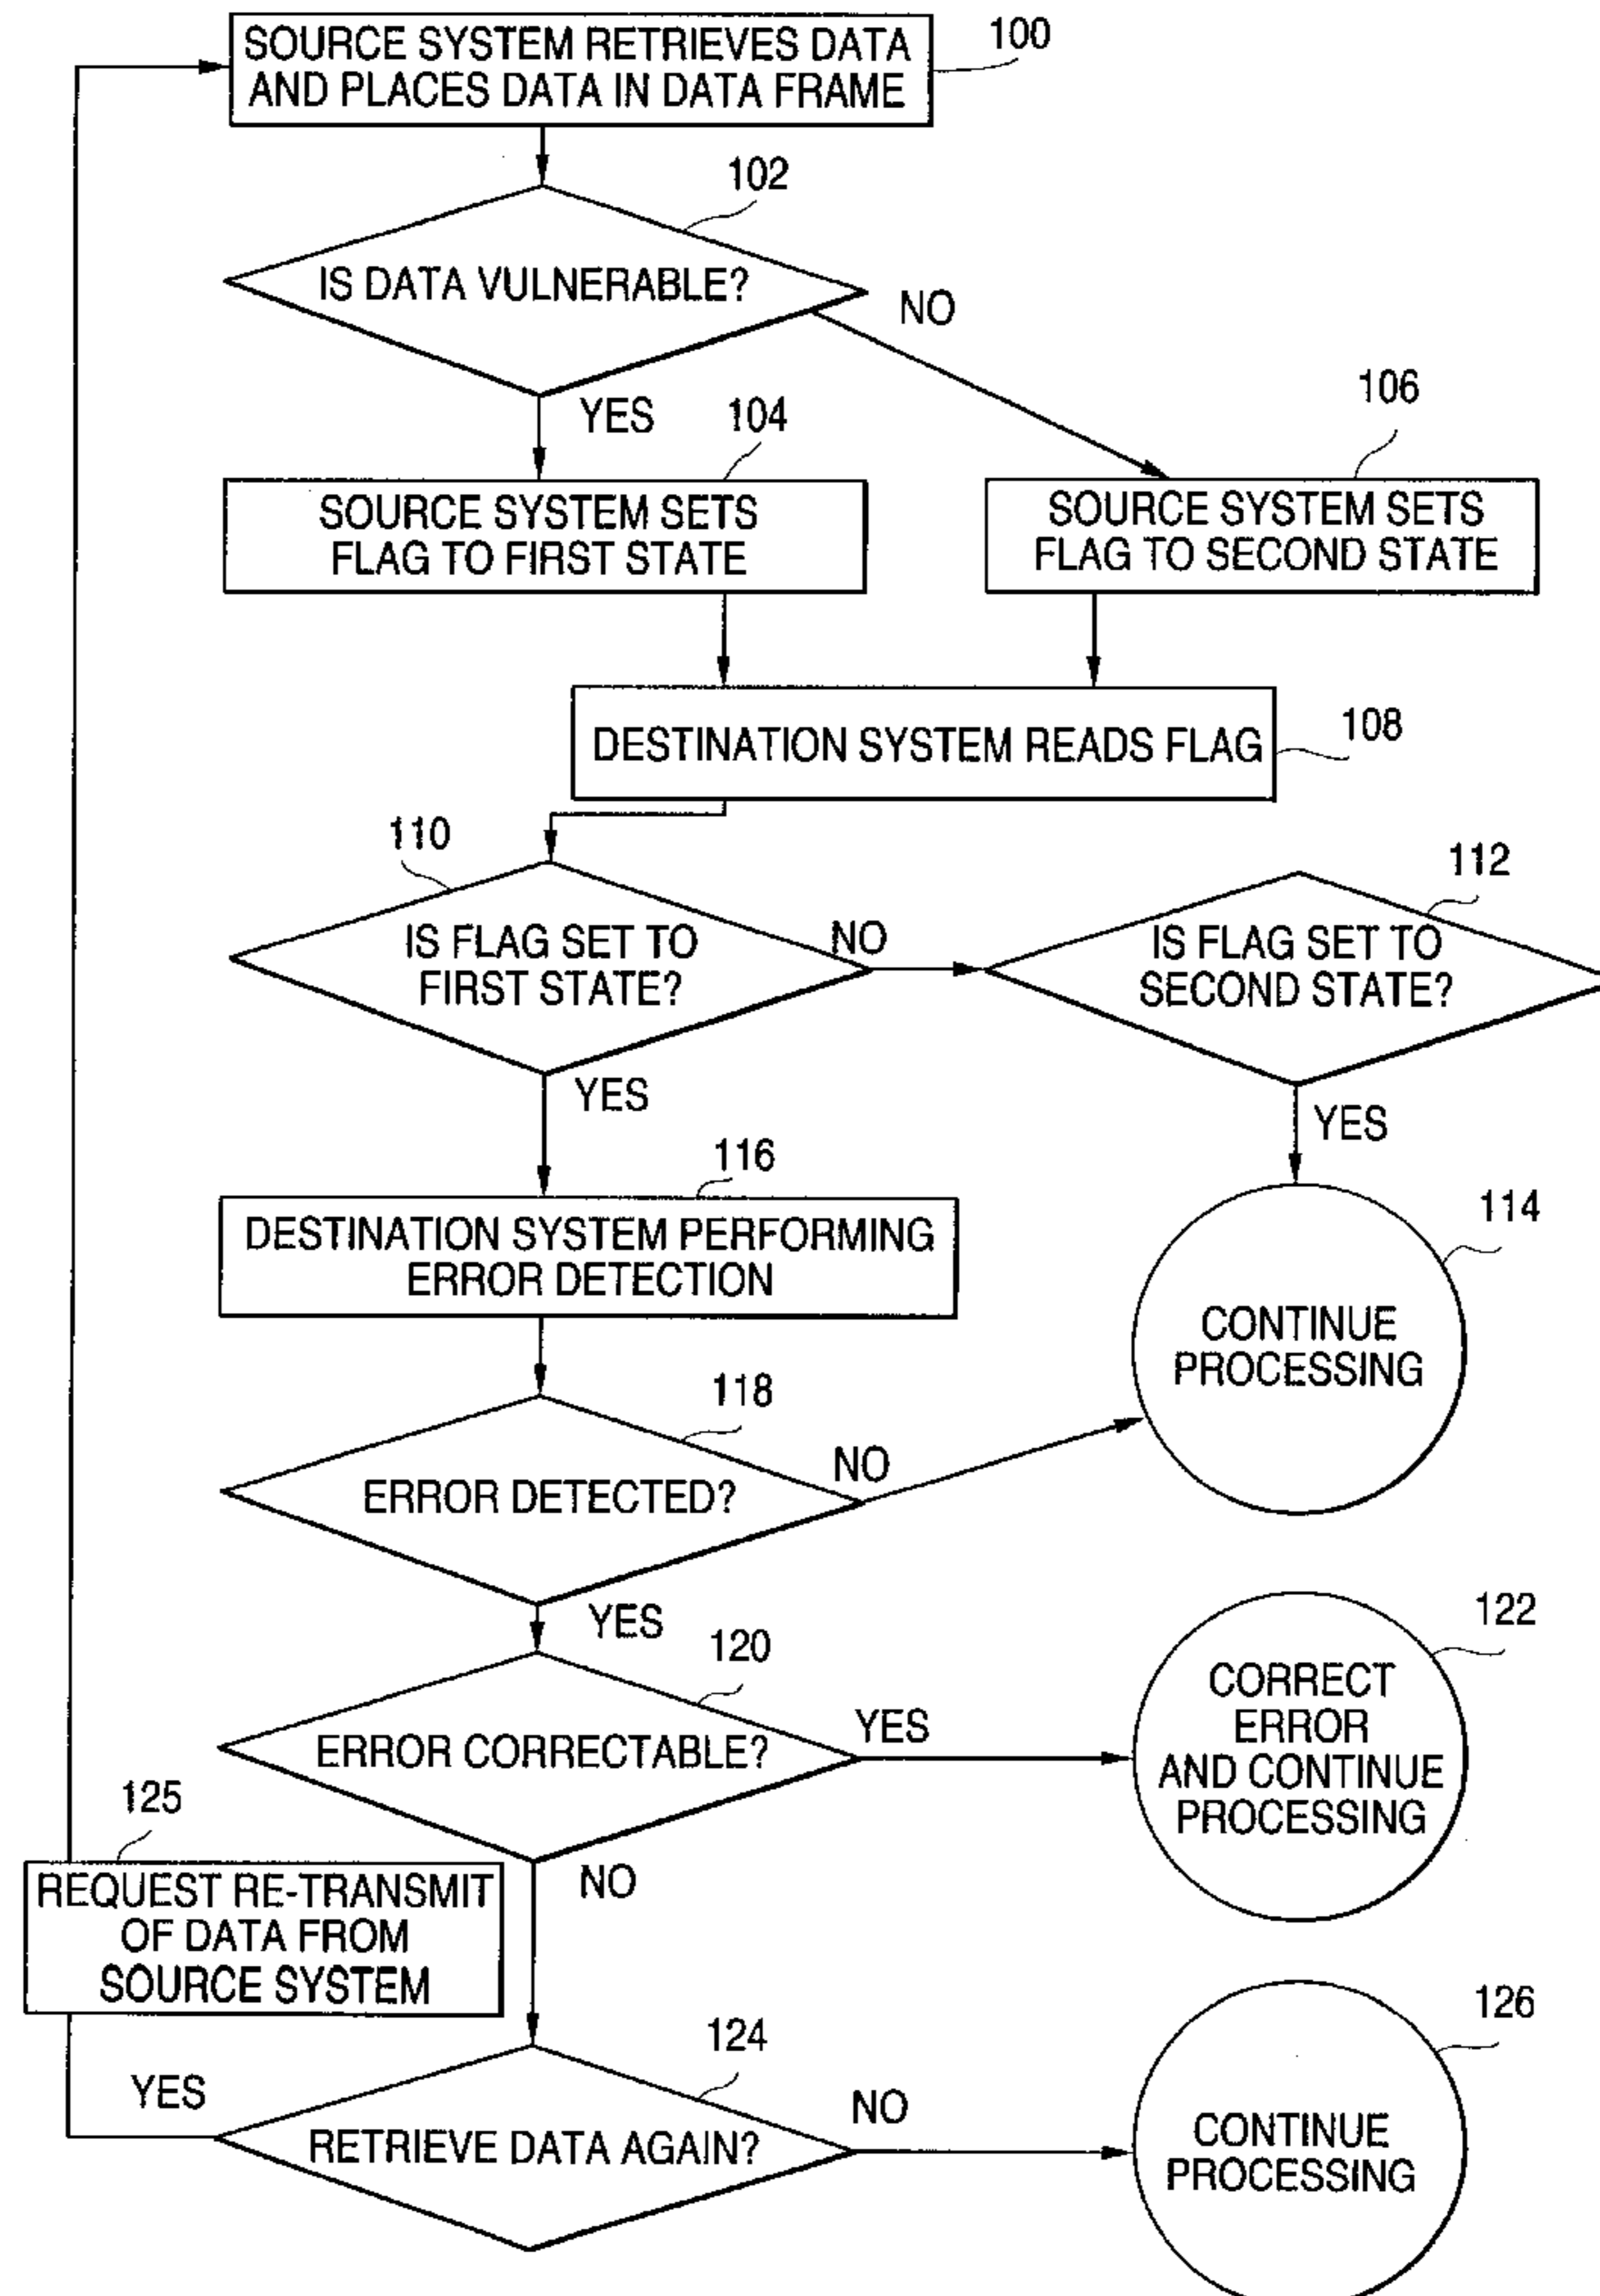 SOURCE SYSTEM RETRIEVES DATA
AND PLACES DATA IN DATA FRAME
100
102
IS DATA VULNERABLE?
NO
YES
104
106
SOURCE SYSTEM SETS
FLAG TO FIRST STATE
SOURCE SYSTEM SETS
FLAG TO SECOND STATE
DESTINATION SYSTEM READS FLAG
108
110
112
IS FLAG SET TO
FIRST STATE?
NO
IS FLAG SET TO
SECOND STATE?
YES
YES
116
114
DESTINATION SYSTEM PERFORMING
ERROR DETECTION
CONTINUE
PROCESSING
118
ERROR DETECTED?
NO
YES
120
122
ERROR CORRECTABLE?
YES
CORRECT
ERROR
AND CONTINUE
PROCESSING
125
NO
REQUEST RE-TRANSMIT
OF DATA FROM
SOURCE SYSTEM
124
126
YES
RETRIEVE DATA AGAIN?
NO
CONTINUE
PROCESSING